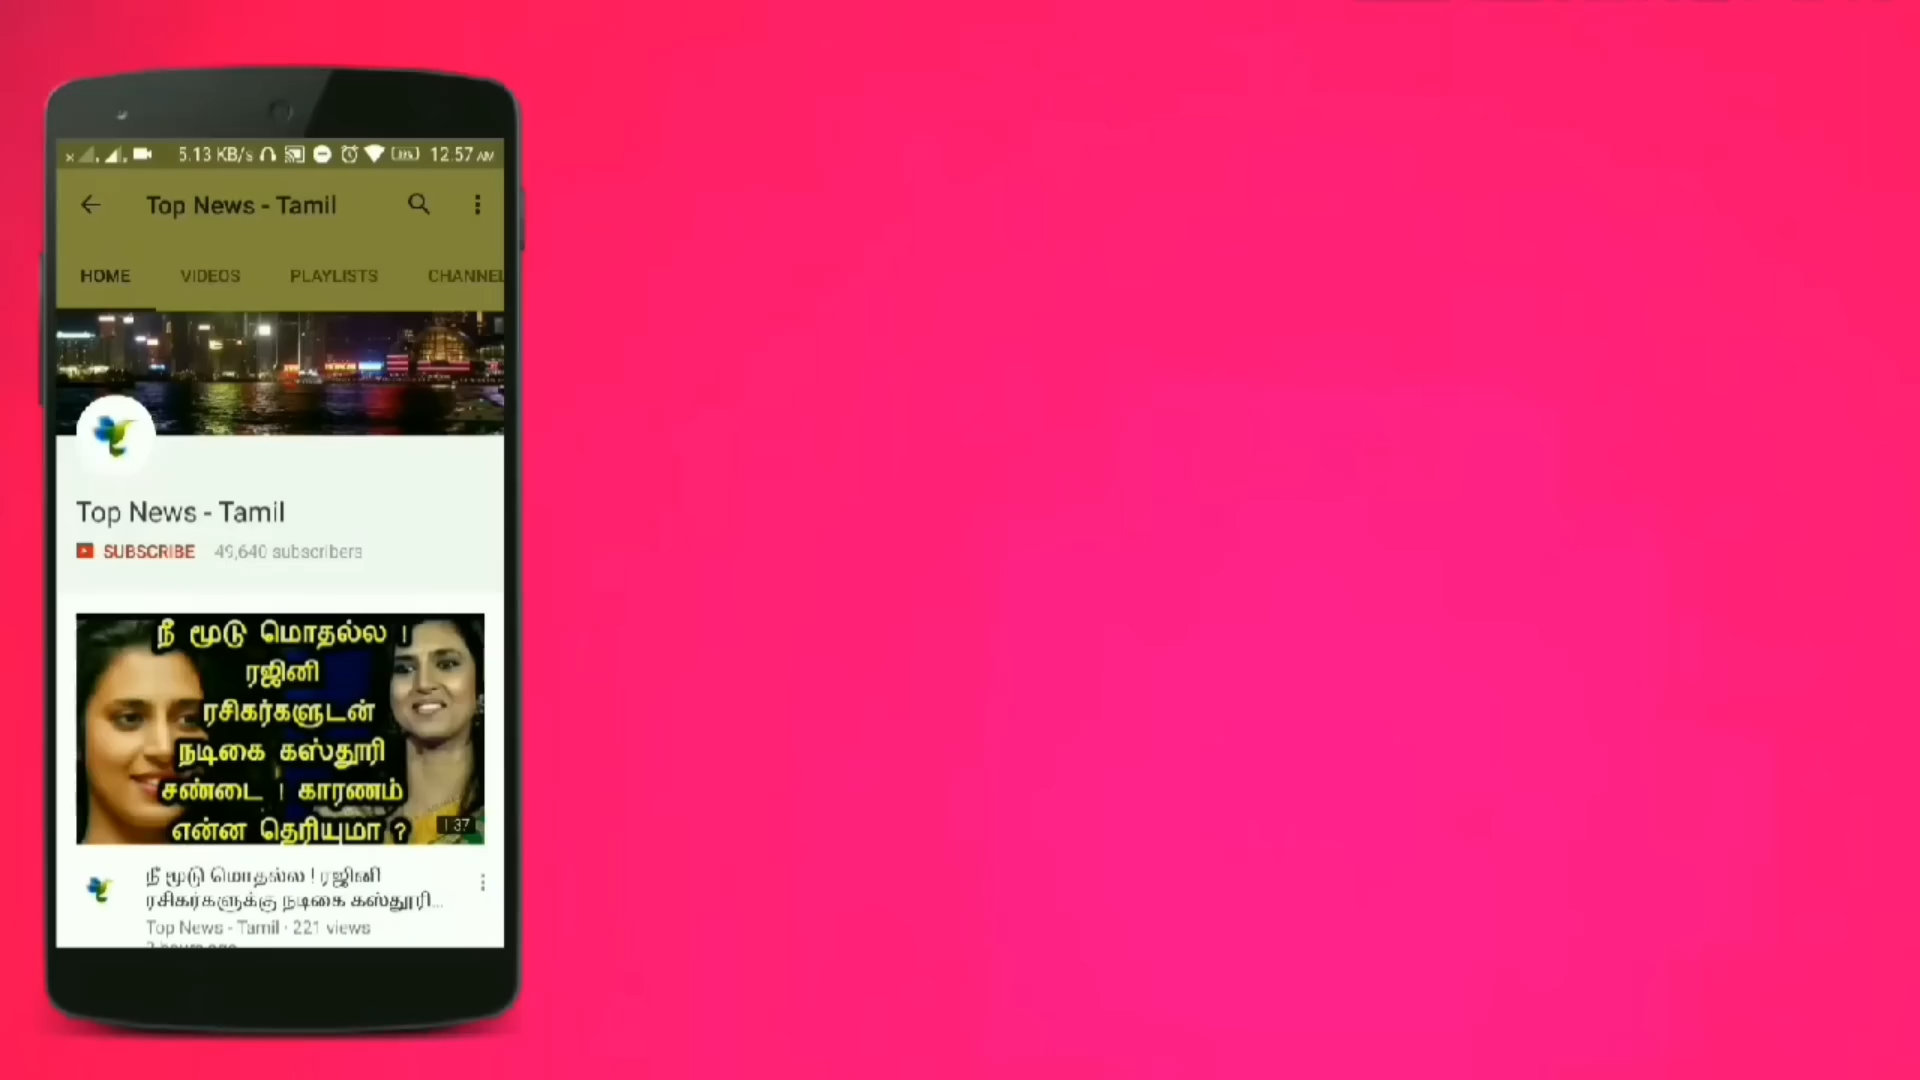 5.13 KB/s 12:57 AM
Top News - Tamil
HOME VIDEOS PLAYLISTS CHANNEL
Top News - Tamil
SUBSCRIBE 49,640 subscribers
நீ மூடு மொதல்ல !
ரஜினி
ரசிகர்களுடன்
நடிகை கஸ்தூரி
சண்டை ! காரணம்
என்ன தெரியுமா ?
1:37
நீ மூடு மொதல்ல ! ரஜினி
ரசிகர்களுக்கு நடிகை கஸ்தூரி...
Top News - Tamil · 221 views